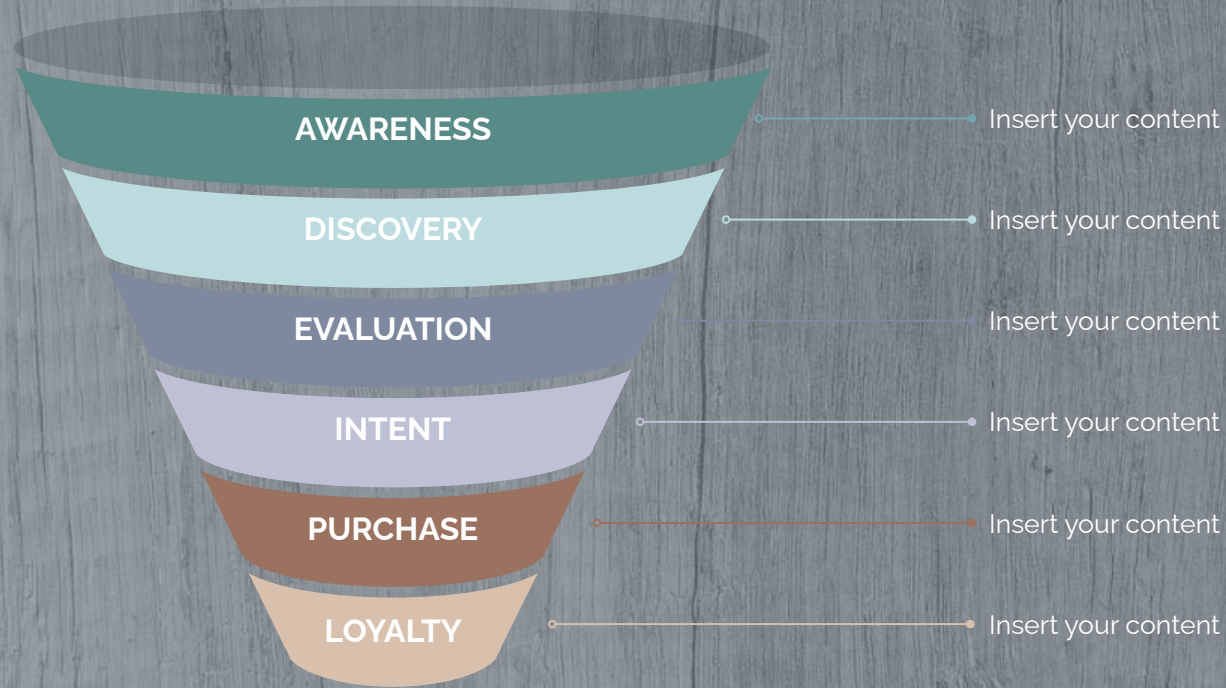 AWARENESS
Insert your content
DISCOVERY
Insert your content
EVALUATION
Insert your content
INTENT
Insert your content
PURCHASE
Insert your content
LOYALTY
Insert your content